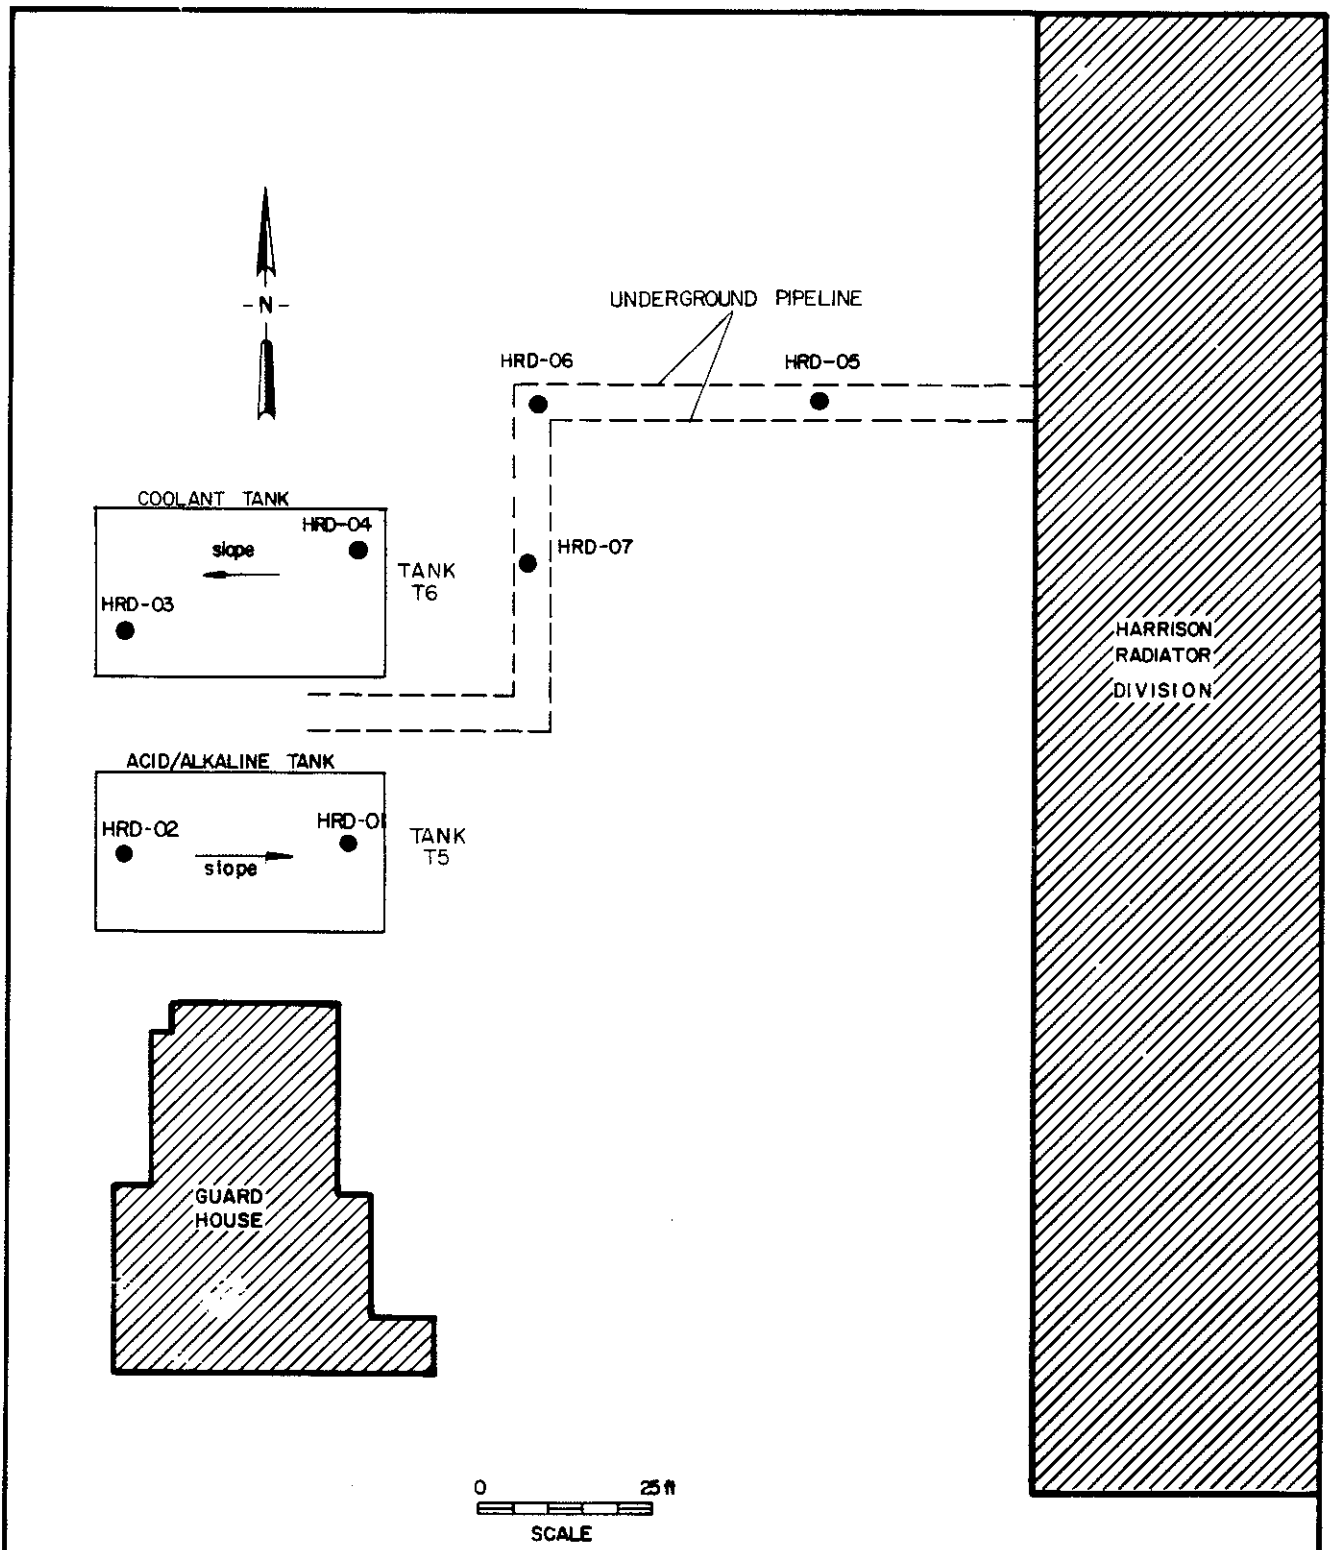 - N -
UNDERGROUND PIPELINE
HRD-06
HRD-05
COOLANT TANK
HRD-04
slope
HRD-07
TANK
T6
HRD-03
HARRISON
RADIATOR
DIVISION
ACID/ALKALINE TANK
HRD-02
HRD-01
slope
TANK
T5
GUARD
HOUSE
0 25 ft
SCALE